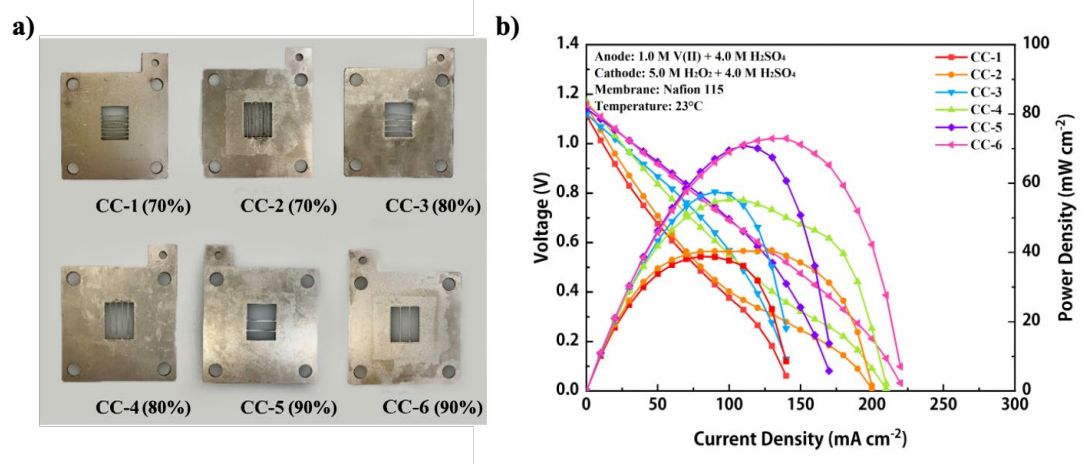 a)
CC-1 (70%)
CC-2 (70%)
CC-3 (80%)
CC-4 (80%)
CC-5 (90%)
CC-6 (90%)
b)
Anode: 1.0 M V(II) + 4.0 M H₂SO₄
Cathode: 5.0 M H₂O₂ + 4.0 M H₂SO₄
Membrane: Nafion 115
Temperature: 23°C
CC-1
CC-2
CC-3
CC-4
CC-5
CC-6
Voltage (V)
1.4
1.2
1.0
0.8
0.6
0.4
0.2
0.0
0
50
100
150
200
250
300
Current Density (mA cm⁻²)
100
80
60
40
20
0
Power Density (mW cm⁻²)